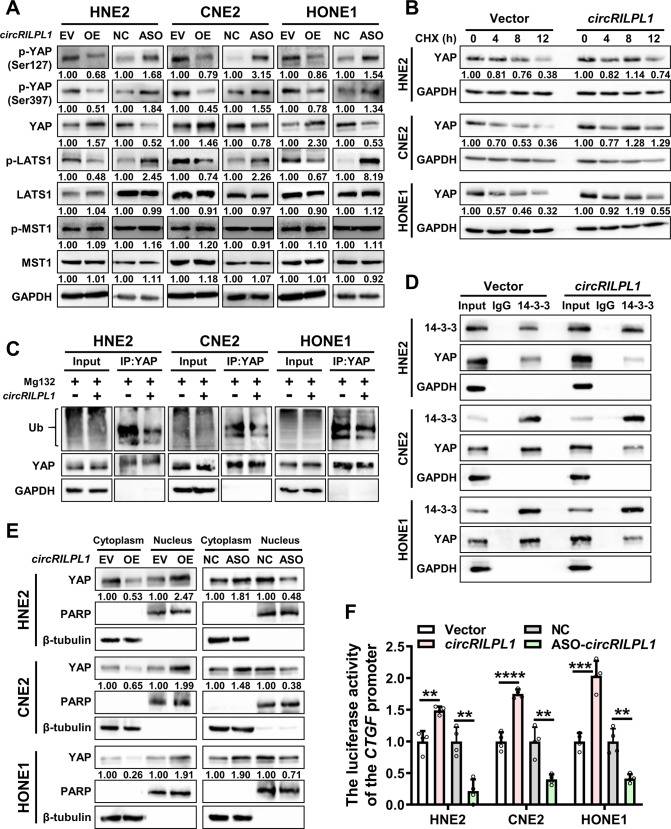 A
HNE2 CNE2 HONE1
circRILPL1 EV OE NC ASO EV OE NC ASO EV OE NC ASO
p-YAP
(Ser127)
1.00 0.68 1.00 1.68 1.00 0.79 1.00 3.15 1.00 0.86 1.00 1.54
p-YAP
(Ser397)
1.00 0.51 1.00 1.84 1.00 0.45 1.00 1.55 1.00 0.78 1.00 1.34
YAP
1.00 1.57 1.00 0.52 1.00 1.46 1.00 0.78 1.00 2.30 1.00 0.53
p-LATS1
1.00 0.48 1.00 2.45 1.00 0.74 1.00 2.26 1.00 0.67 1.00 8.19
LATS1
1.00 1.04 1.00 0.99 1.00 0.91 1.00 0.97 1.00 0.90 1.00 1.12
p-MST1
1.00 1.09 1.00 1.16 1.00 1.20 1.00 0.91 1.00 1.10 1.00 1.11
MST1
1.00 1.01 1.00 1.11 1.00 1.18 1.00 1.07 1.00 1.01 1.00 0.92
GAPDH
B
Vector circRILPL1
CHX (h) 0 4 8 12 0 4 8 12
HNE2
YAP
1.00 0.81 0.76 0.38 1.00 0.82 1.14 0.74
GAPDH
CNE2
YAP
1.00 0.70 0.53 0.36 1.00 0.77 1.28 1.29
GAPDH
HONE1
YAP
1.00 0.57 0.46 0.32 1.00 0.92 1.19 0.55
GAPDH
C
HNE2 CNE2 HONE1
Input IP:YAP Input IP:YAP Input IP:YAP
Mg132 + + + + + + + + + + + +
circRILPL1 - + - + - + - + - + - +
Ub
YAP
GAPDH
D
Vector circRILPL1
Input IgG 14-3-3 Input IgG 14-3-3
HNE2
14-3-3
YAP
GAPDH
CNE2
14-3-3
YAP
GAPDH
HONE1
14-3-3
YAP
GAPDH
E
Cytoplasm Nucleus Cytoplasm Nucleus
circRILPL1 EV OE EV OE NC ASO NC ASO
HNE2
YAP
1.00 0.53 1.00 2.47 1.00 1.81 1.00 0.48
PARP
β-tubulin
CNE2
YAP
1.00 0.65 1.00 1.99 1.00 1.48 1.00 0.38
PARP
β-tubulin
HONE1
YAP
1.00 0.26 1.00 1.91 1.00 1.90 1.00 0.71
PARP
β-tubulin
F
Vector NC
circRILPL1 ASO-circRILPL1
The luciferase activity
of the CTGF promoter
2.5
2.0
1.5
1.0
0.5
0.0
** ** **** ** *** **
HNE2 CNE2 HONE1